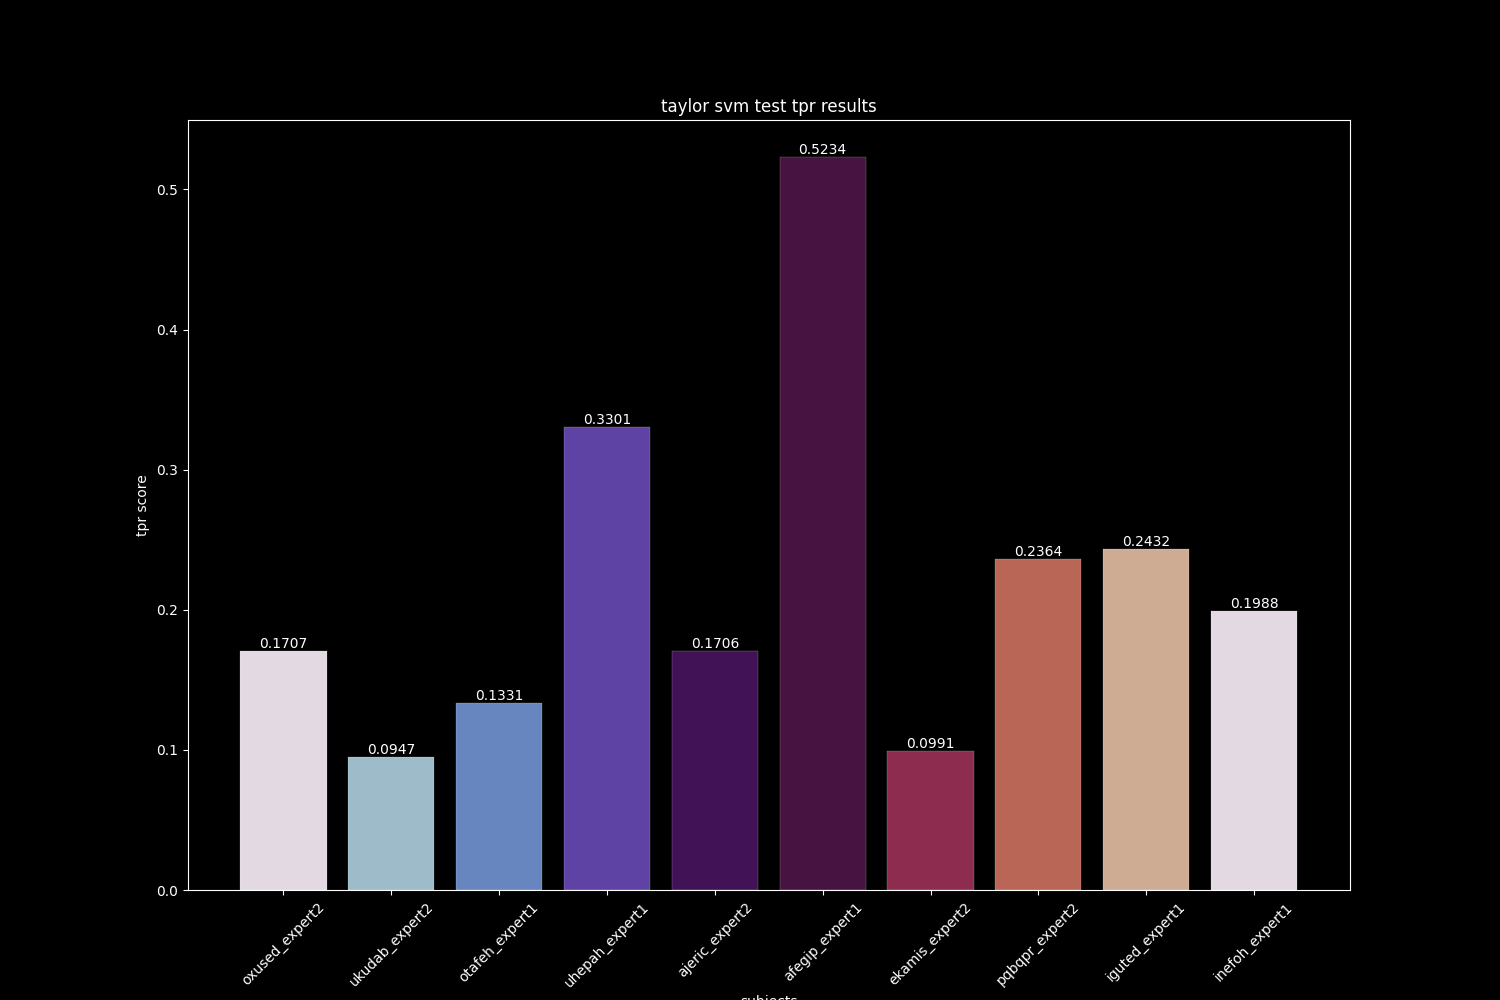 taylor svm test tpr results
tpr score
0.5
0.4
0.3
0.2
0.1
0.0
0.1707
0.0947
0.1331
0.3301
0.1706
0.5234
0.0991
0.2364
0.2432
0.1988
oxused_expert2
ukudab_expert2
otafeh_expert1
uhepah_expert1
ajeric_expert2
afegip_expert1
ekamis_expert2
pqbqpr_expert2
iguted_expert1
inefoh_expert1
subjects